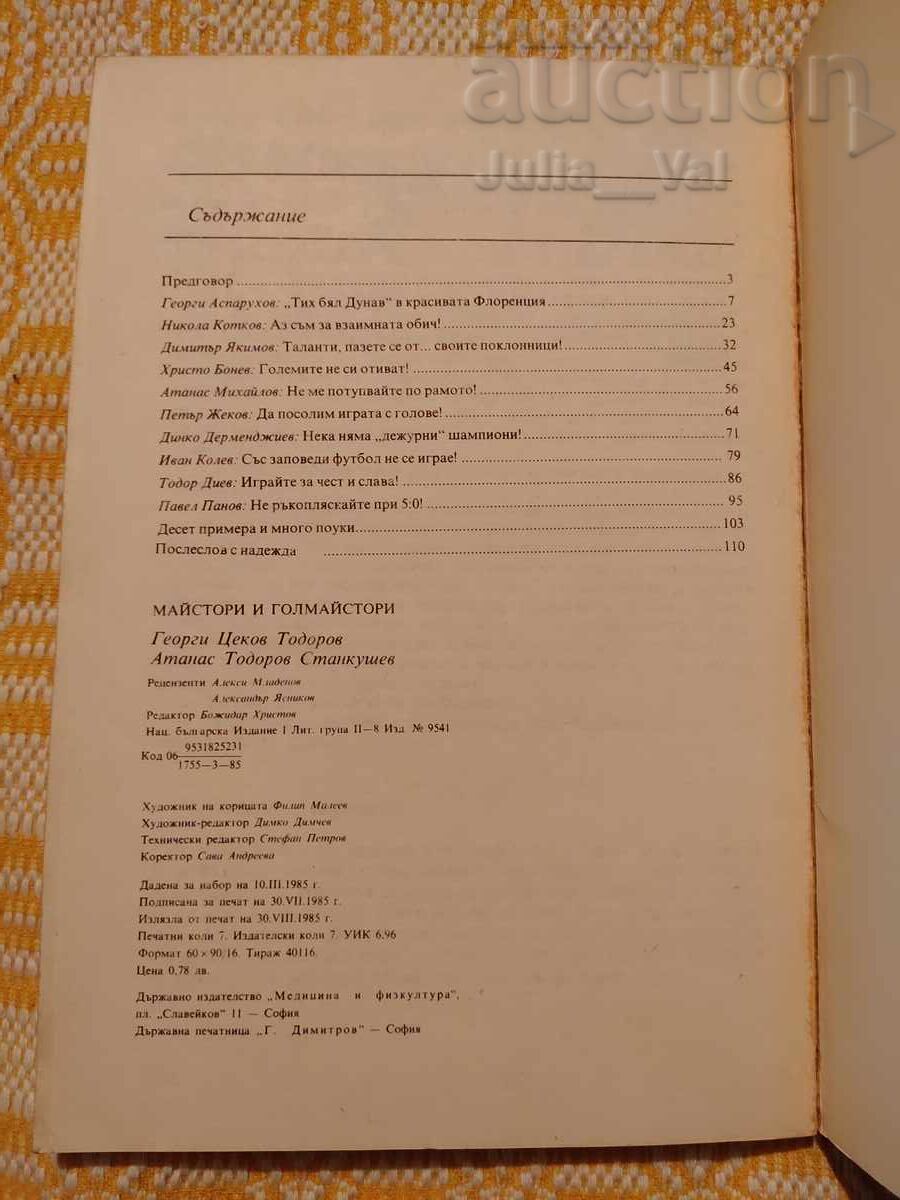 auction
Julia__Val
Съдържание
Предговор 3
Георги Аспарухов: „Тих бял Дунав“ в красивата Флоренция 7
Никола Котков: Аз съм за взаимната обич! 23
Димитър Якимов: Таланти, пазете се от... своите поклонници! 32
Христо Бонев: Големите не си отиват! 45
Атанас Михайлов: Не ме потупвайте по рамото! 56
Петър Жеков: Да посолим играта с голове! 64
Динко Дерменджиев: Нека няма „дежурни“ шампиони! 71
Иван Колев: Със заповеди футбол не се играе! 79
Тодор Диев: Играйте за чест и слава! 86
Павел Панов: Не ръкопляскайте при 5:0! 95
Десет примера и много поуки 103
Послеслов с надежда 110
МАЙСТОРИ И ГОЛМАЙСТОРИ
Георги Цеков Тодоров
Атанас Тодоров Станкушев
Рецензенти Алекси Младенов
Александър Ясников
Редактор Божидар Христов
Нац. българска Издание I Лит. група II—8 Изд. № 9541
Код 06 9531825231
1755—3—85
Художник на корицата Филип Малеев
Художник-редактор Димко Димчев
Технически редактор Стефан Петров
Коректор Сава Андреева
Дадена за набор на 10.III.1985 г.
Подписана за печат на 30.VII.1985 г.
Излязла от печат на 30.VIII.1985 г.
Печатни коли 7. Издателски коли 7. УИК 6,96
Формат 60 × 90/16. Тираж 40116.
Цена 0,78 лв.
Държавно издателство „Медицина и физкултура“,
пл. „Славейков“ 11 — София
Държавна печатница „Г. Димитров“ — София